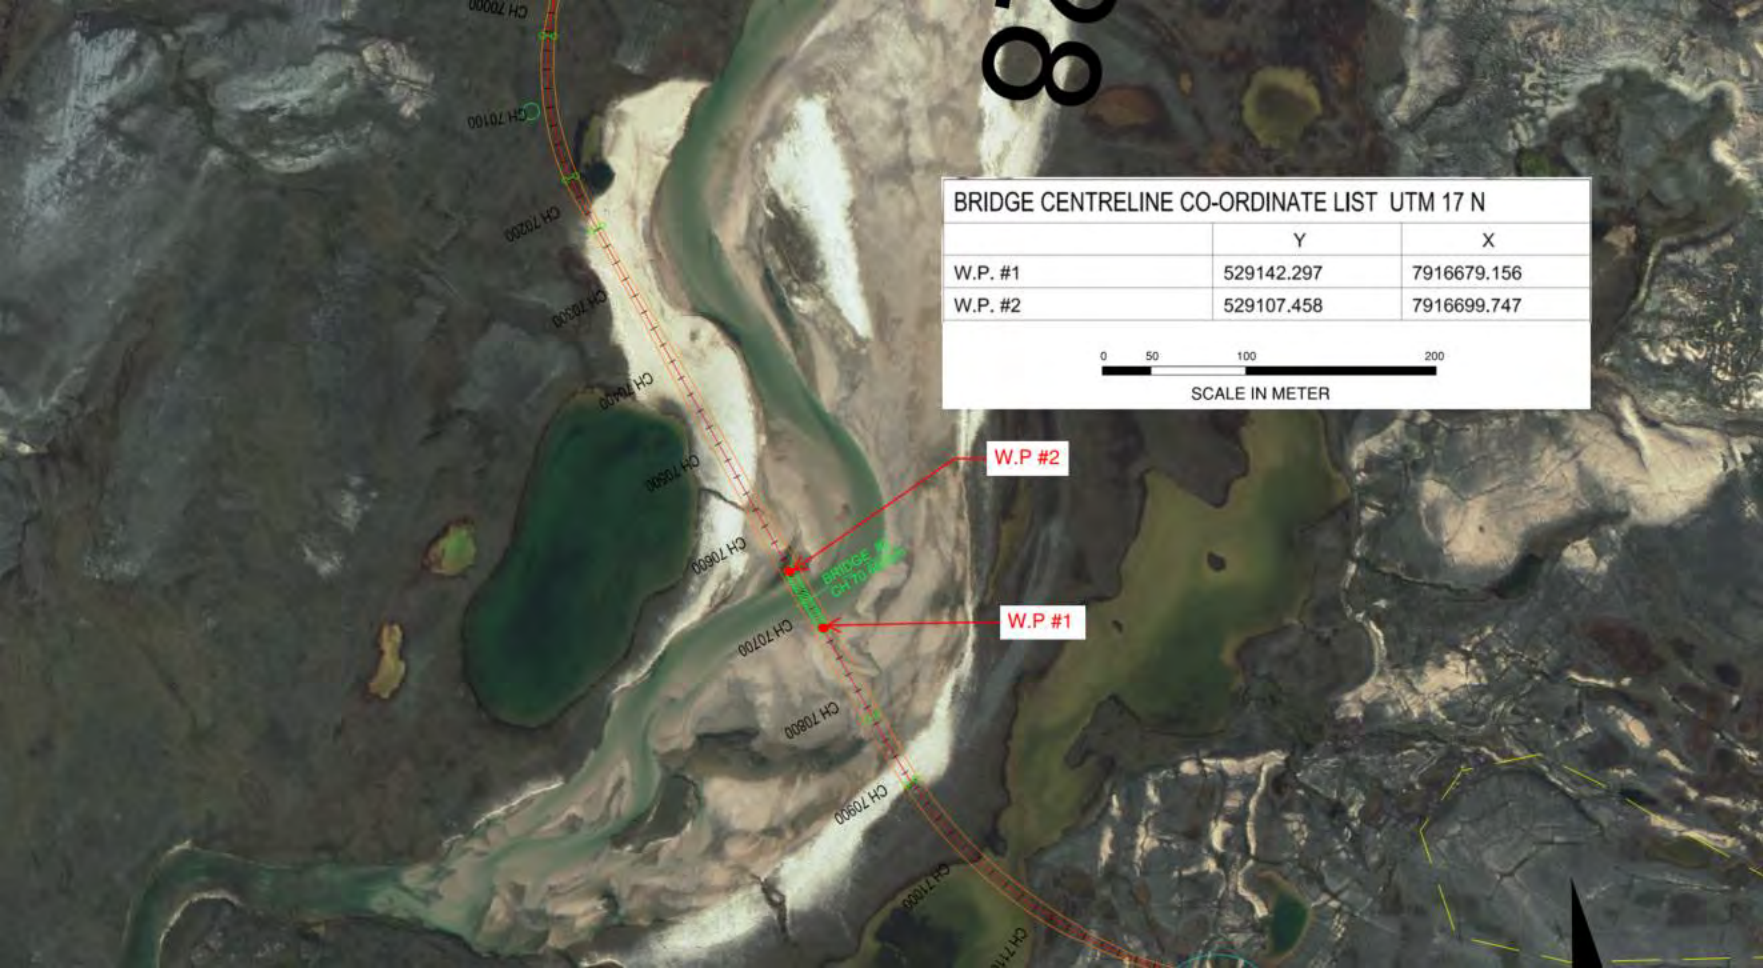 CH 70000
8
CH 70100
BRIDGE CENTRELINE CO-ORDINATE LIST UTM 17 N
Y X
W.P. #1 529142.297 7916679.156
W.P. #2 529107.458 7916699.747
CH 70200
CH 70300
0 50 100 200
SCALE IN METER
CH 70400
W.P #2
CH 70500
CH 70600
BRIDGE
CH 70
W.P #1
CH 70700
CH 70800
CH 70900
CH 71000